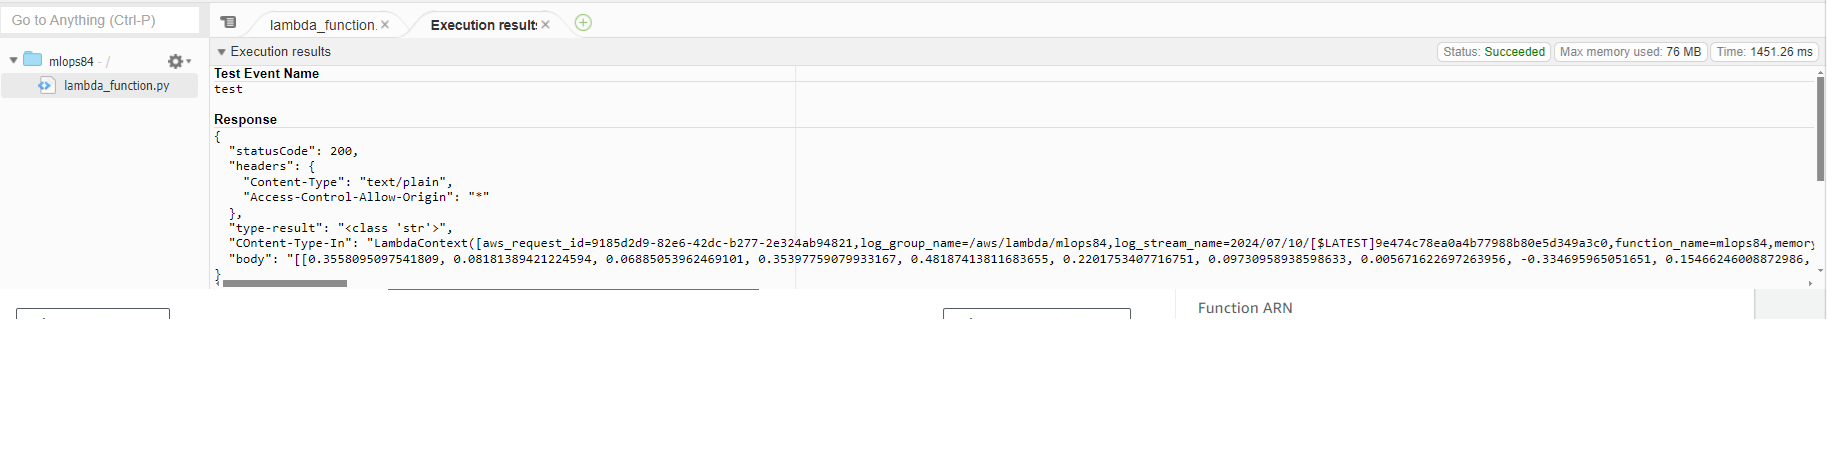 Go to Anything (Ctrl-P)
lambda_function.
Execution results
mlops84 - /
lambda_function.py
Execution results
Status: Succeeded
Max memory used: 76 MB
Time: 1451.26 ms
Test Event Name
test
Response
{
"statusCode": 200,
"headers": {
"Content-Type": "text/plain",
"Access-Control-Allow-Origin": "*"
},
"type-result": "<class 'str'>",
"COntent-Type-In": "LambdaContext([aws_request_id=9185d2d9-82e6-42dc-b277-2e324ab94821,log_group_name=/aws/lambda/mlops84,log_stream_name=2024/07/10/[$LATEST]9e474c78ea0a4b77988b80e5d349a3c0,function_name=mlops84,memory
"body": "[[0.3558095097541809, 0.08181389421224594, 0.06885053962469101, 0.35397759079933167, 0.48187413811683655, 0.2201753407716751, 0.09730958938598633, 0.005671622697263956, -0.334695965051651, 0.15466246008872986,
}
Function ARN